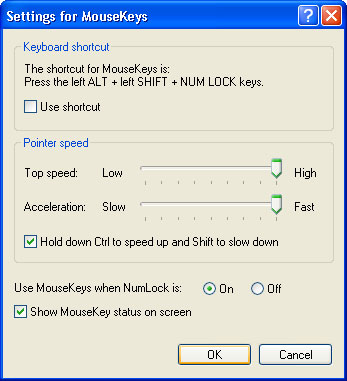 Settings for MouseKeys
Keyboard shortcut
The shortcut for MouseKeys is:
Press the left ALT + left SHIFT + NUM LOCK keys.
Use shortcut
Pointer speed
Top speed: Low High
Acceleration: Slow Fast
Hold down Ctrl to speed up and Shift to slow down
Use MouseKeys when NumLock is: On Off
Show MouseKey status on screen
OK Cancel